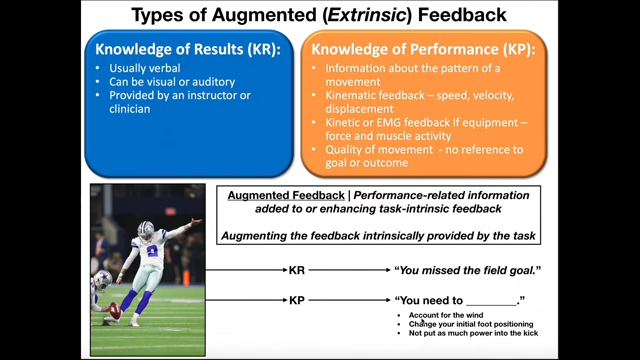 Types of Augmented (Extrinsic) Feedback
Knowledge of Results (KR):
• Usually verbal
• Can be visual or auditory
• Provided by an instructor or
clinician
Knowledge of Performance (KP):
• Information about the pattern of a
movement
• Kinematic feedback – speed, velocity,
displacement
• Kinetic or EMG feedback if equipment –
force and muscle activity
• Quality of movement - no reference to
goal or outcome
Augmented Feedback | Performance-related information
added to or enhancing task-intrinsic feedback
Augmenting the feedback intrinsically provided by the task
KR
“You missed the field goal.”
KP
“You need to ________.”
• Account for the wind
• Change your initial foot positioning
• Not put as much power into the kick